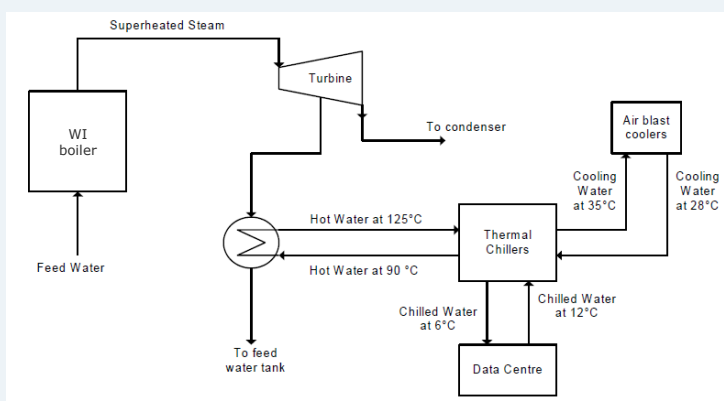 Superheated Steam
WI
boiler
Turbine
To condenser
Air blast
coolers
Cooling
Water
at 35°C
Cooling
Water
at 28°C
Hot Water at 125°C
Thermal
Chillers
Feed Water
Hot Water at 90 °C
Chilled Water
at 6°C
Chilled Water
at 12°C
To feed
water tank
Data Centre